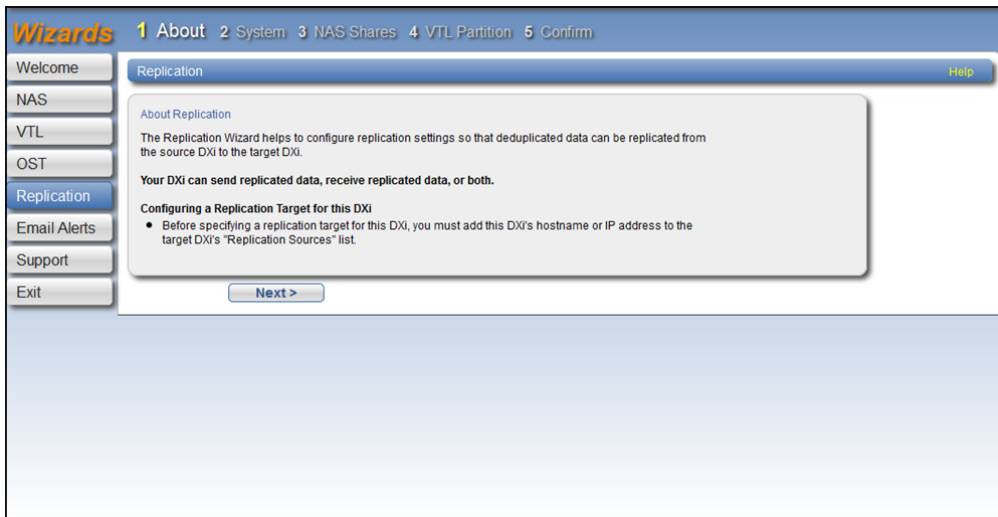 Wizards
1 About 2 System 3 NAS Shares 4 VTL Partition 5 Confirm
Welcome
NAS
VTL
OST
Replication
Email Alerts
Support
Exit
Replication
Help
About Replication
The Replication Wizard helps to configure replication settings so that deduplicated data can be replicated from
the source DXi to the target DXi.
Your DXi can send replicated data, receive replicated data, or both.
Configuring a Replication Target for this DXi
• Before specifying a replication target for this DXi, you must add this DXi's hostname or IP address to the
target DXi's "Replication Sources" list.
Next >